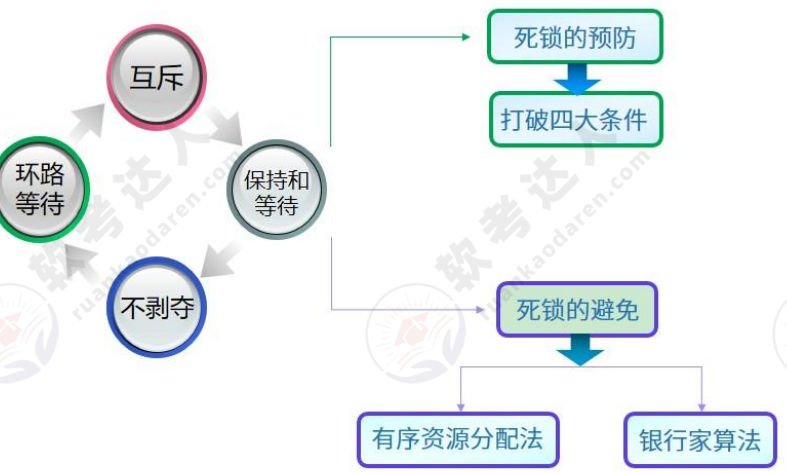 互斥
保持和
等待
不剥夺
环路
等待
死锁的预防
打破四大条件
死锁的避免
有序资源分配法
银行家算法
软考达人
ruankaodaren.com
软考达人
ruankaodaren.com